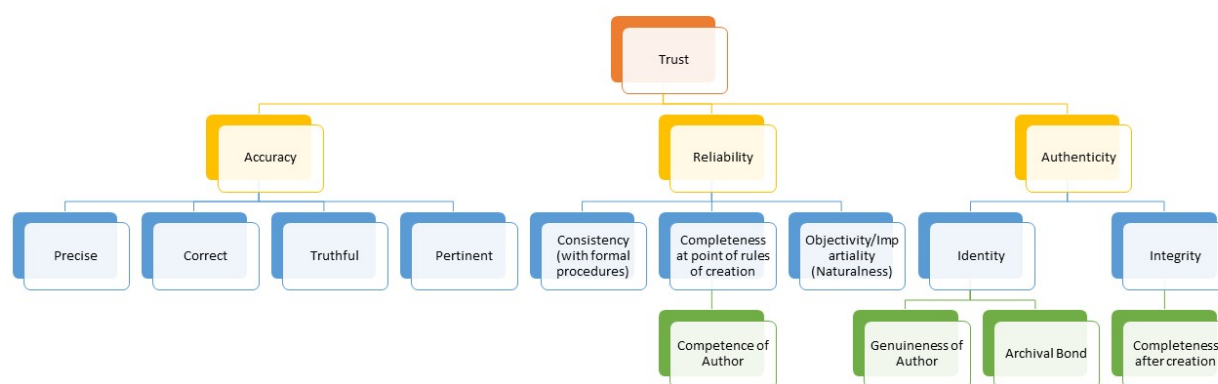 Trust
Accuracy
Reliability
Authenticity
Precise
Correct
Truthful
Pertinent
Consistency
(with formal
procedures)
Completeness
at point of rules
of creation
Objectivity/Imp
artiality
(Naturalness)
Identity
Integrity
Competence of
Author
Genuineness of
Author
Archival Bond
Completeness
after creation